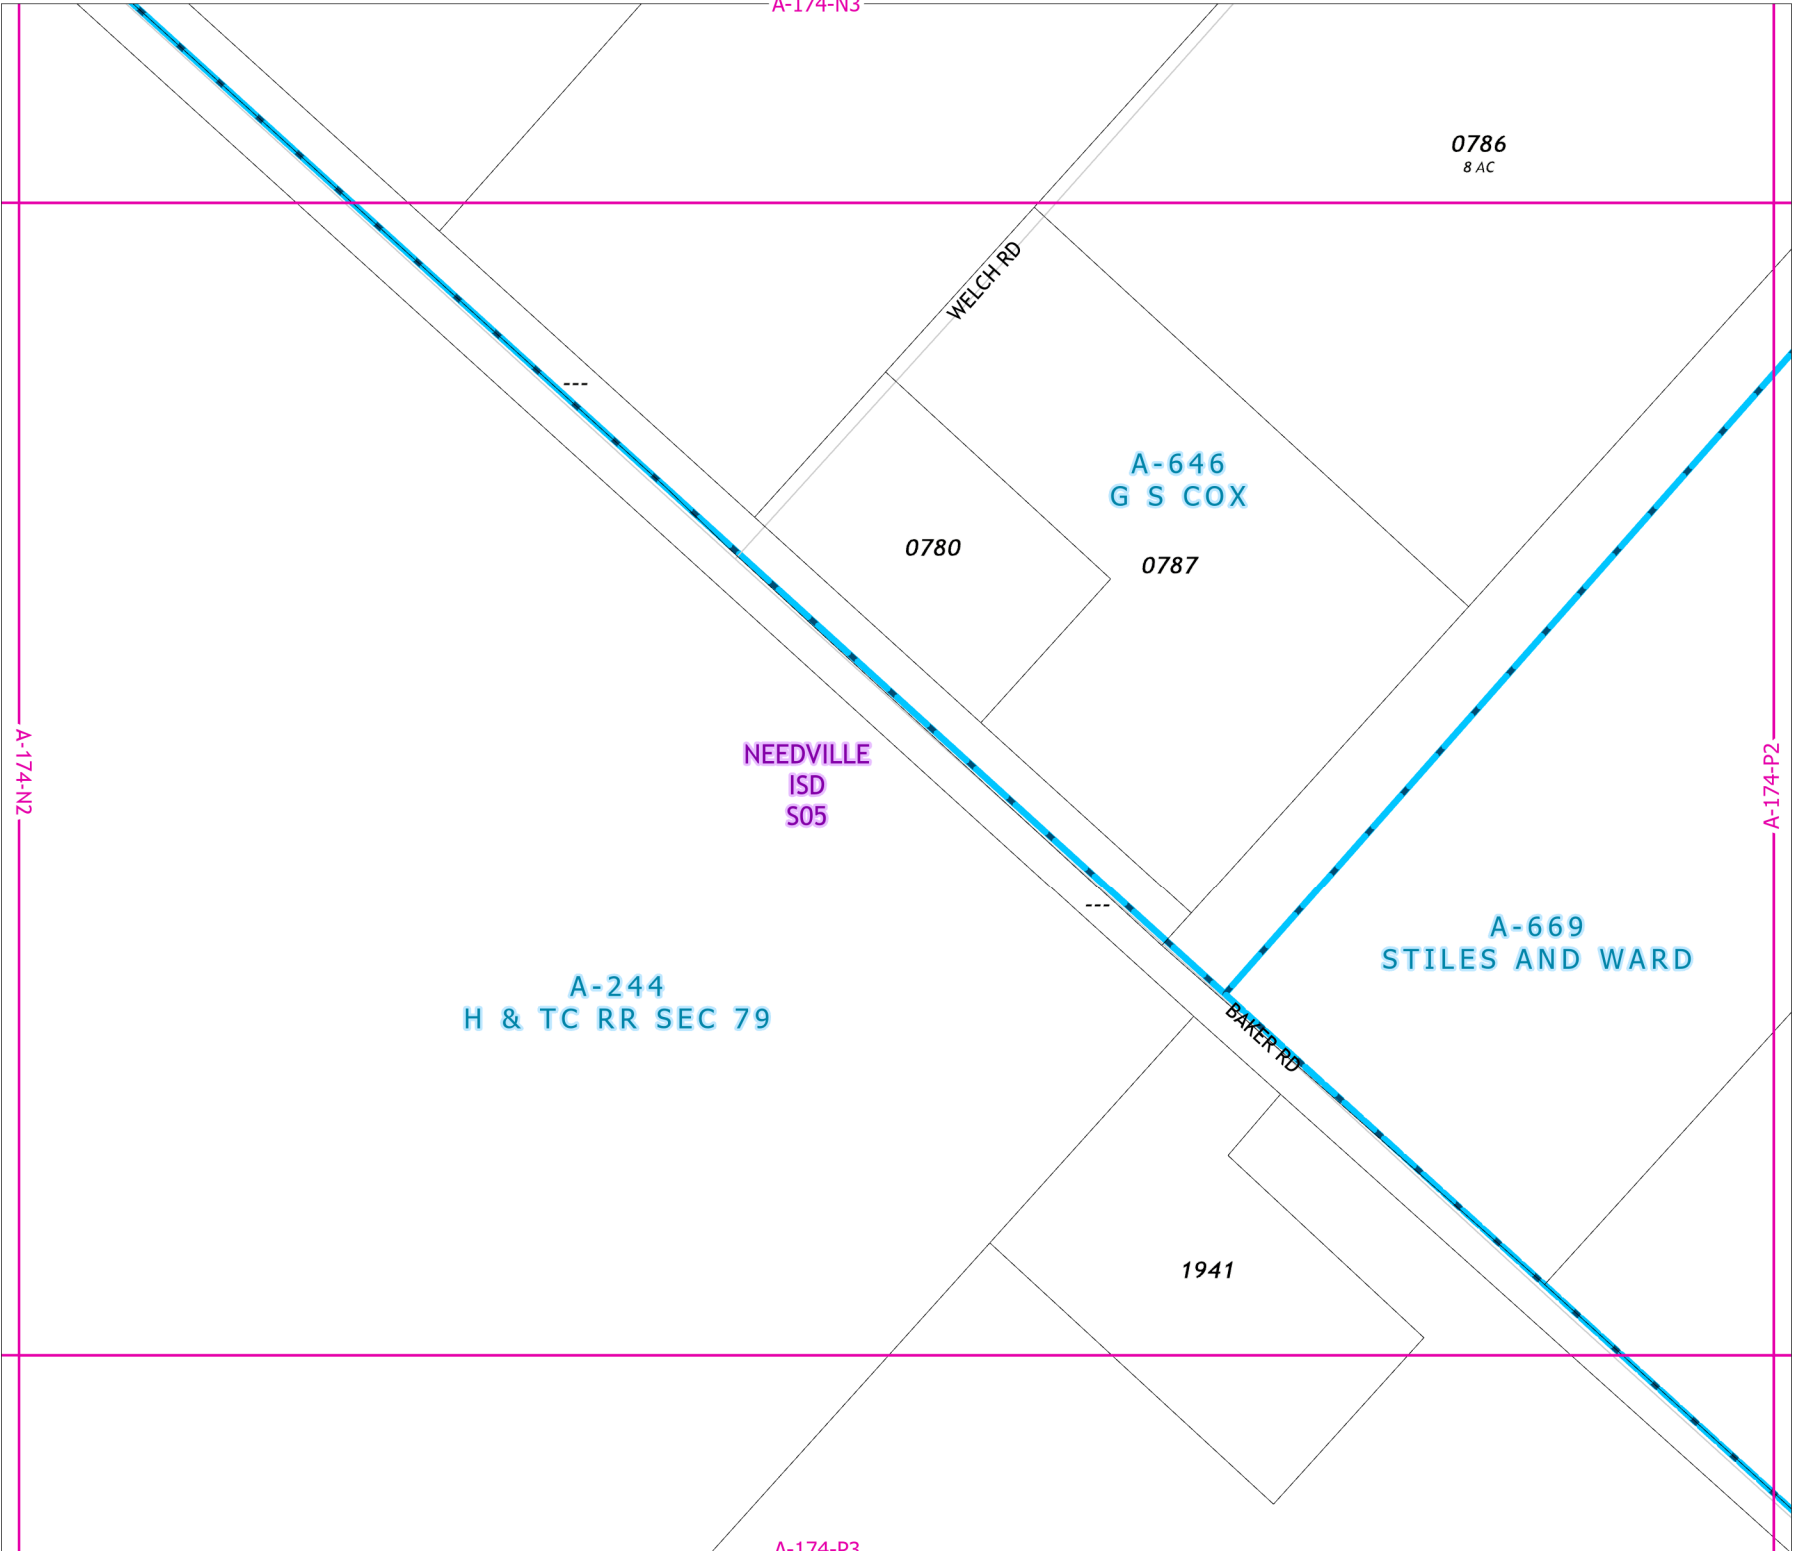 A-174-N3
0786
8 AC
WELCH RD
---
A-646
G S COX
0780
0787
NEEDVILLE
ISD
S05
A-174-N2
A-174-P2
---
A-669
STILES AND WARD
A-244
H & TC RR SEC 79
BAKER RD
1941
A-174-P3